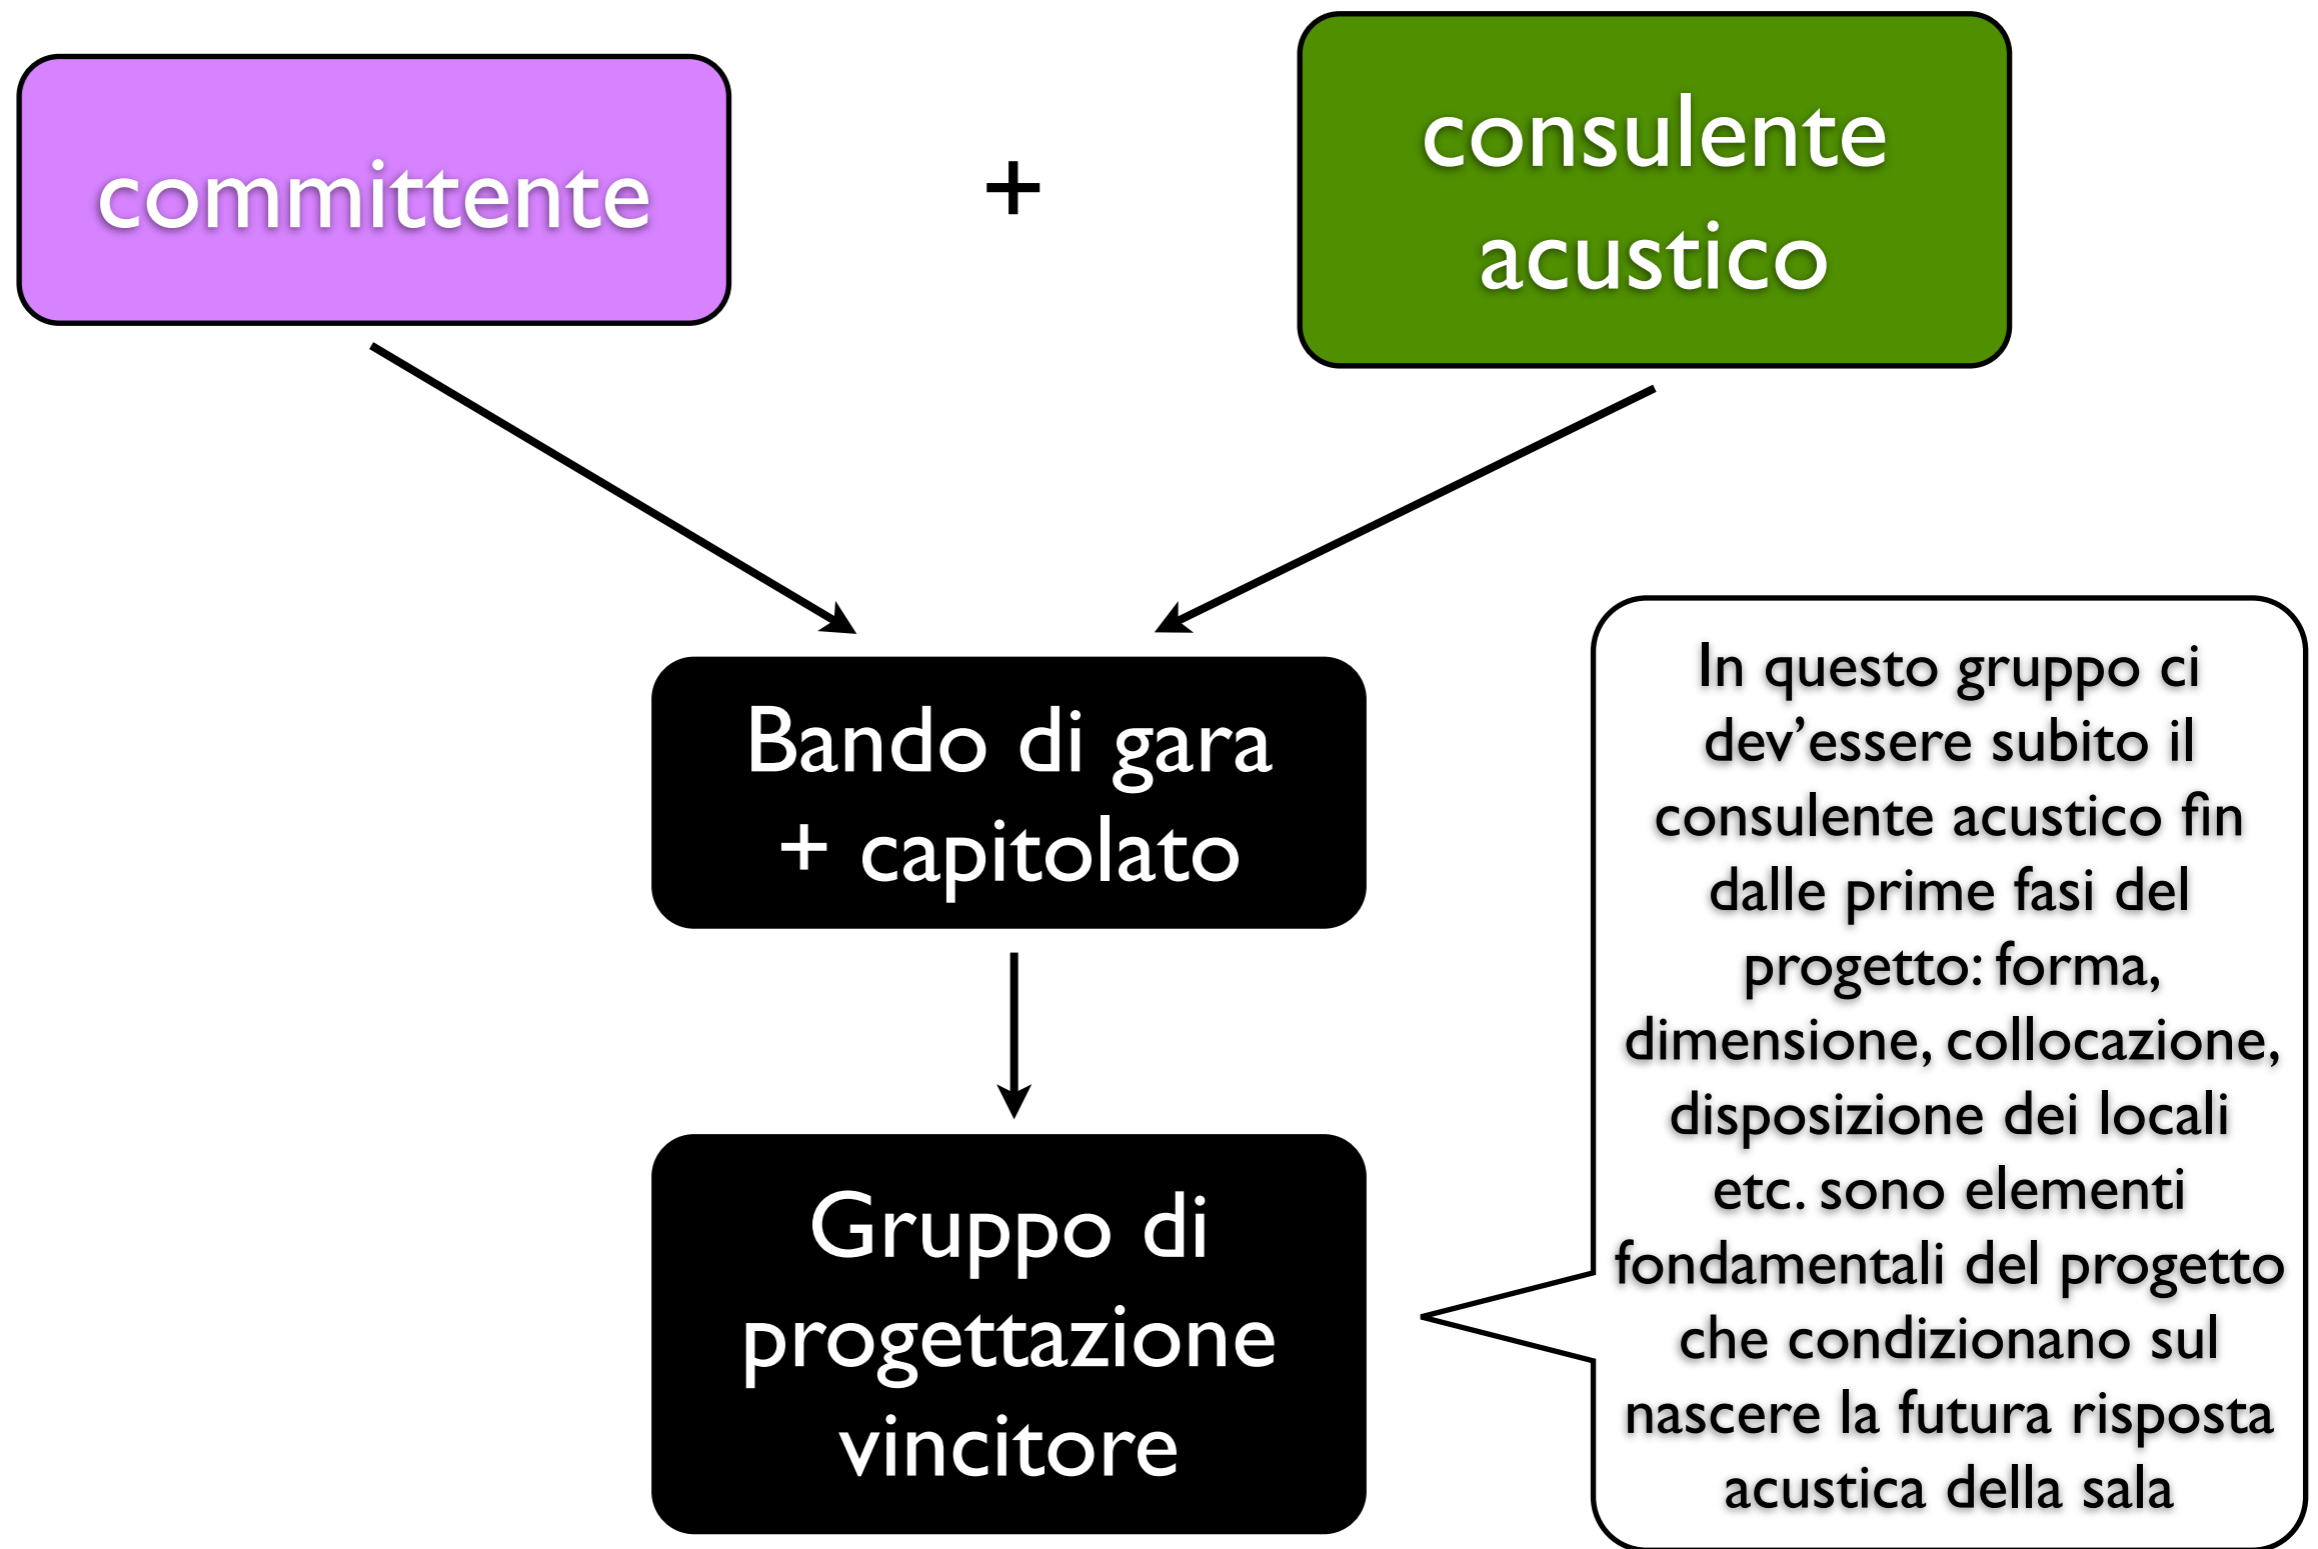 committente
+
consulente
acustico
Bando di gara
+ capitolato
Gruppo di
progettazione
vincitore
In questo gruppo ci
dev’essere subito il
consulente acustico fin
dalle prime fasi del
progetto: forma,
dimensione, collocazione,
disposizione dei locali
etc. sono elementi
fondamentali del progetto
che condizionano sul
nascere la futura risposta
acustica della sala